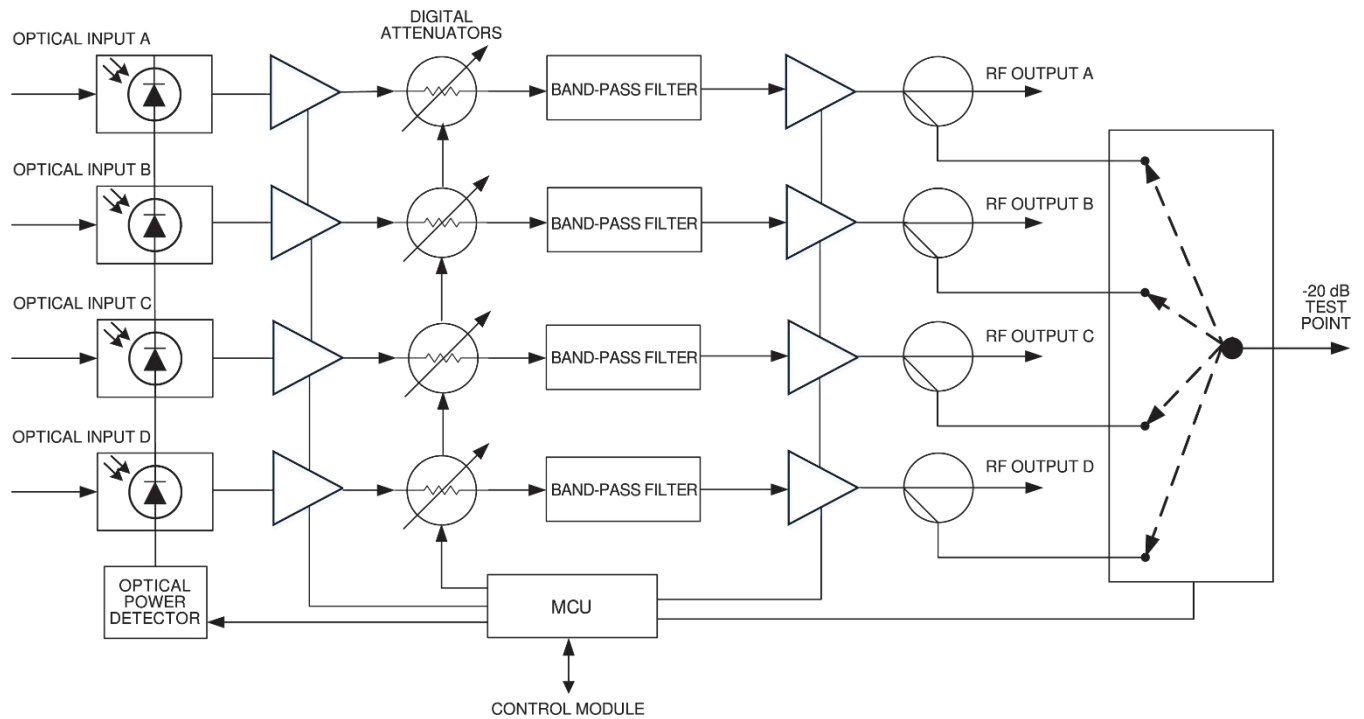 DIGITAL
ATTENUATORS
OPTICAL INPUT A
BAND-PASS FILTER
RF OUTPUT A
OPTICAL INPUT B
BAND-PASS FILTER
RF OUTPUT B
OPTICAL INPUT C
BAND-PASS FILTER
RF OUTPUT C
-20 dB
TEST
POINT
OPTICAL INPUT D
BAND-PASS FILTER
RF OUTPUT D
OPTICAL
POWER
DETECTOR
MCU
CONTROL MODULE